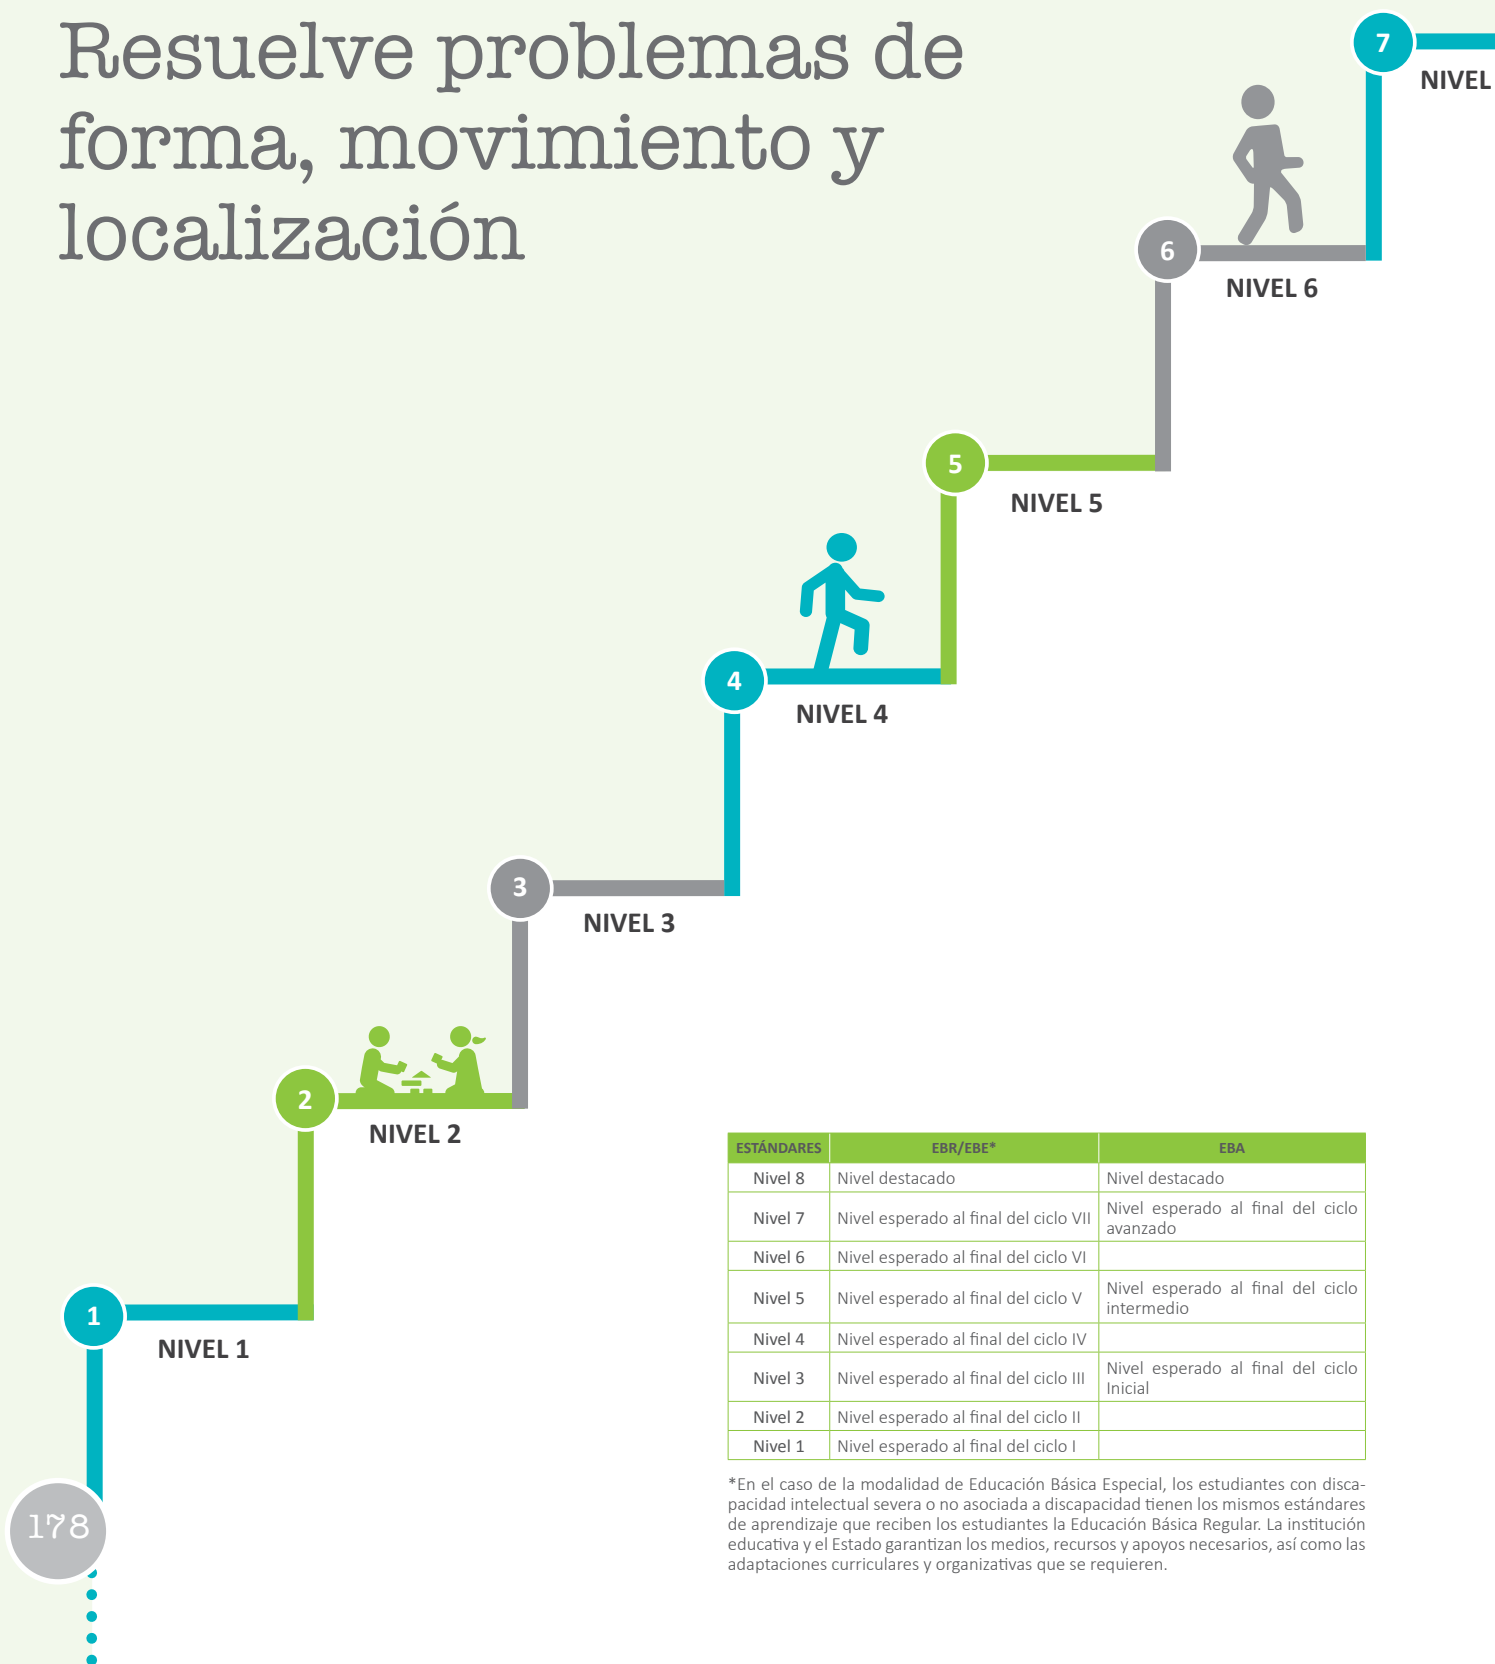 Resuelve problemas de
forma, movimiento y
localización
7
NIVEL
6
NIVEL 6
5
NIVEL 5
4
NIVEL 4
3
NIVEL 3
2
NIVEL 2
1
NIVEL 1
ESTÁNDARES EBR/EBE* EBA
Nivel 8 Nivel destacado Nivel destacado
Nivel 7 Nivel esperado al final del ciclo VII Nivel esperado al final del ciclo
avanzado
Nivel 6 Nivel esperado al final del ciclo VI
Nivel 5 Nivel esperado al final del ciclo V Nivel esperado al final del ciclo
intermedio
Nivel 4 Nivel esperado al final del ciclo IV
Nivel 3 Nivel esperado al final del ciclo III Nivel esperado al final del ciclo
Inicial
Nivel 2 Nivel esperado al final del ciclo II
Nivel 1 Nivel esperado al final del ciclo I
*En el caso de la modalidad de Educación Básica Especial, los estudiantes con disca-
pacidad intelectual severa o no asociada a discapacidad tienen los mismos estándares
de aprendizaje que reciben los estudiantes la Educación Básica Regular. La institución
educativa y el Estado garantizan los medios, recursos y apoyos necesarios, así como las
adaptaciones curriculares y organizativas que se requieren.
178